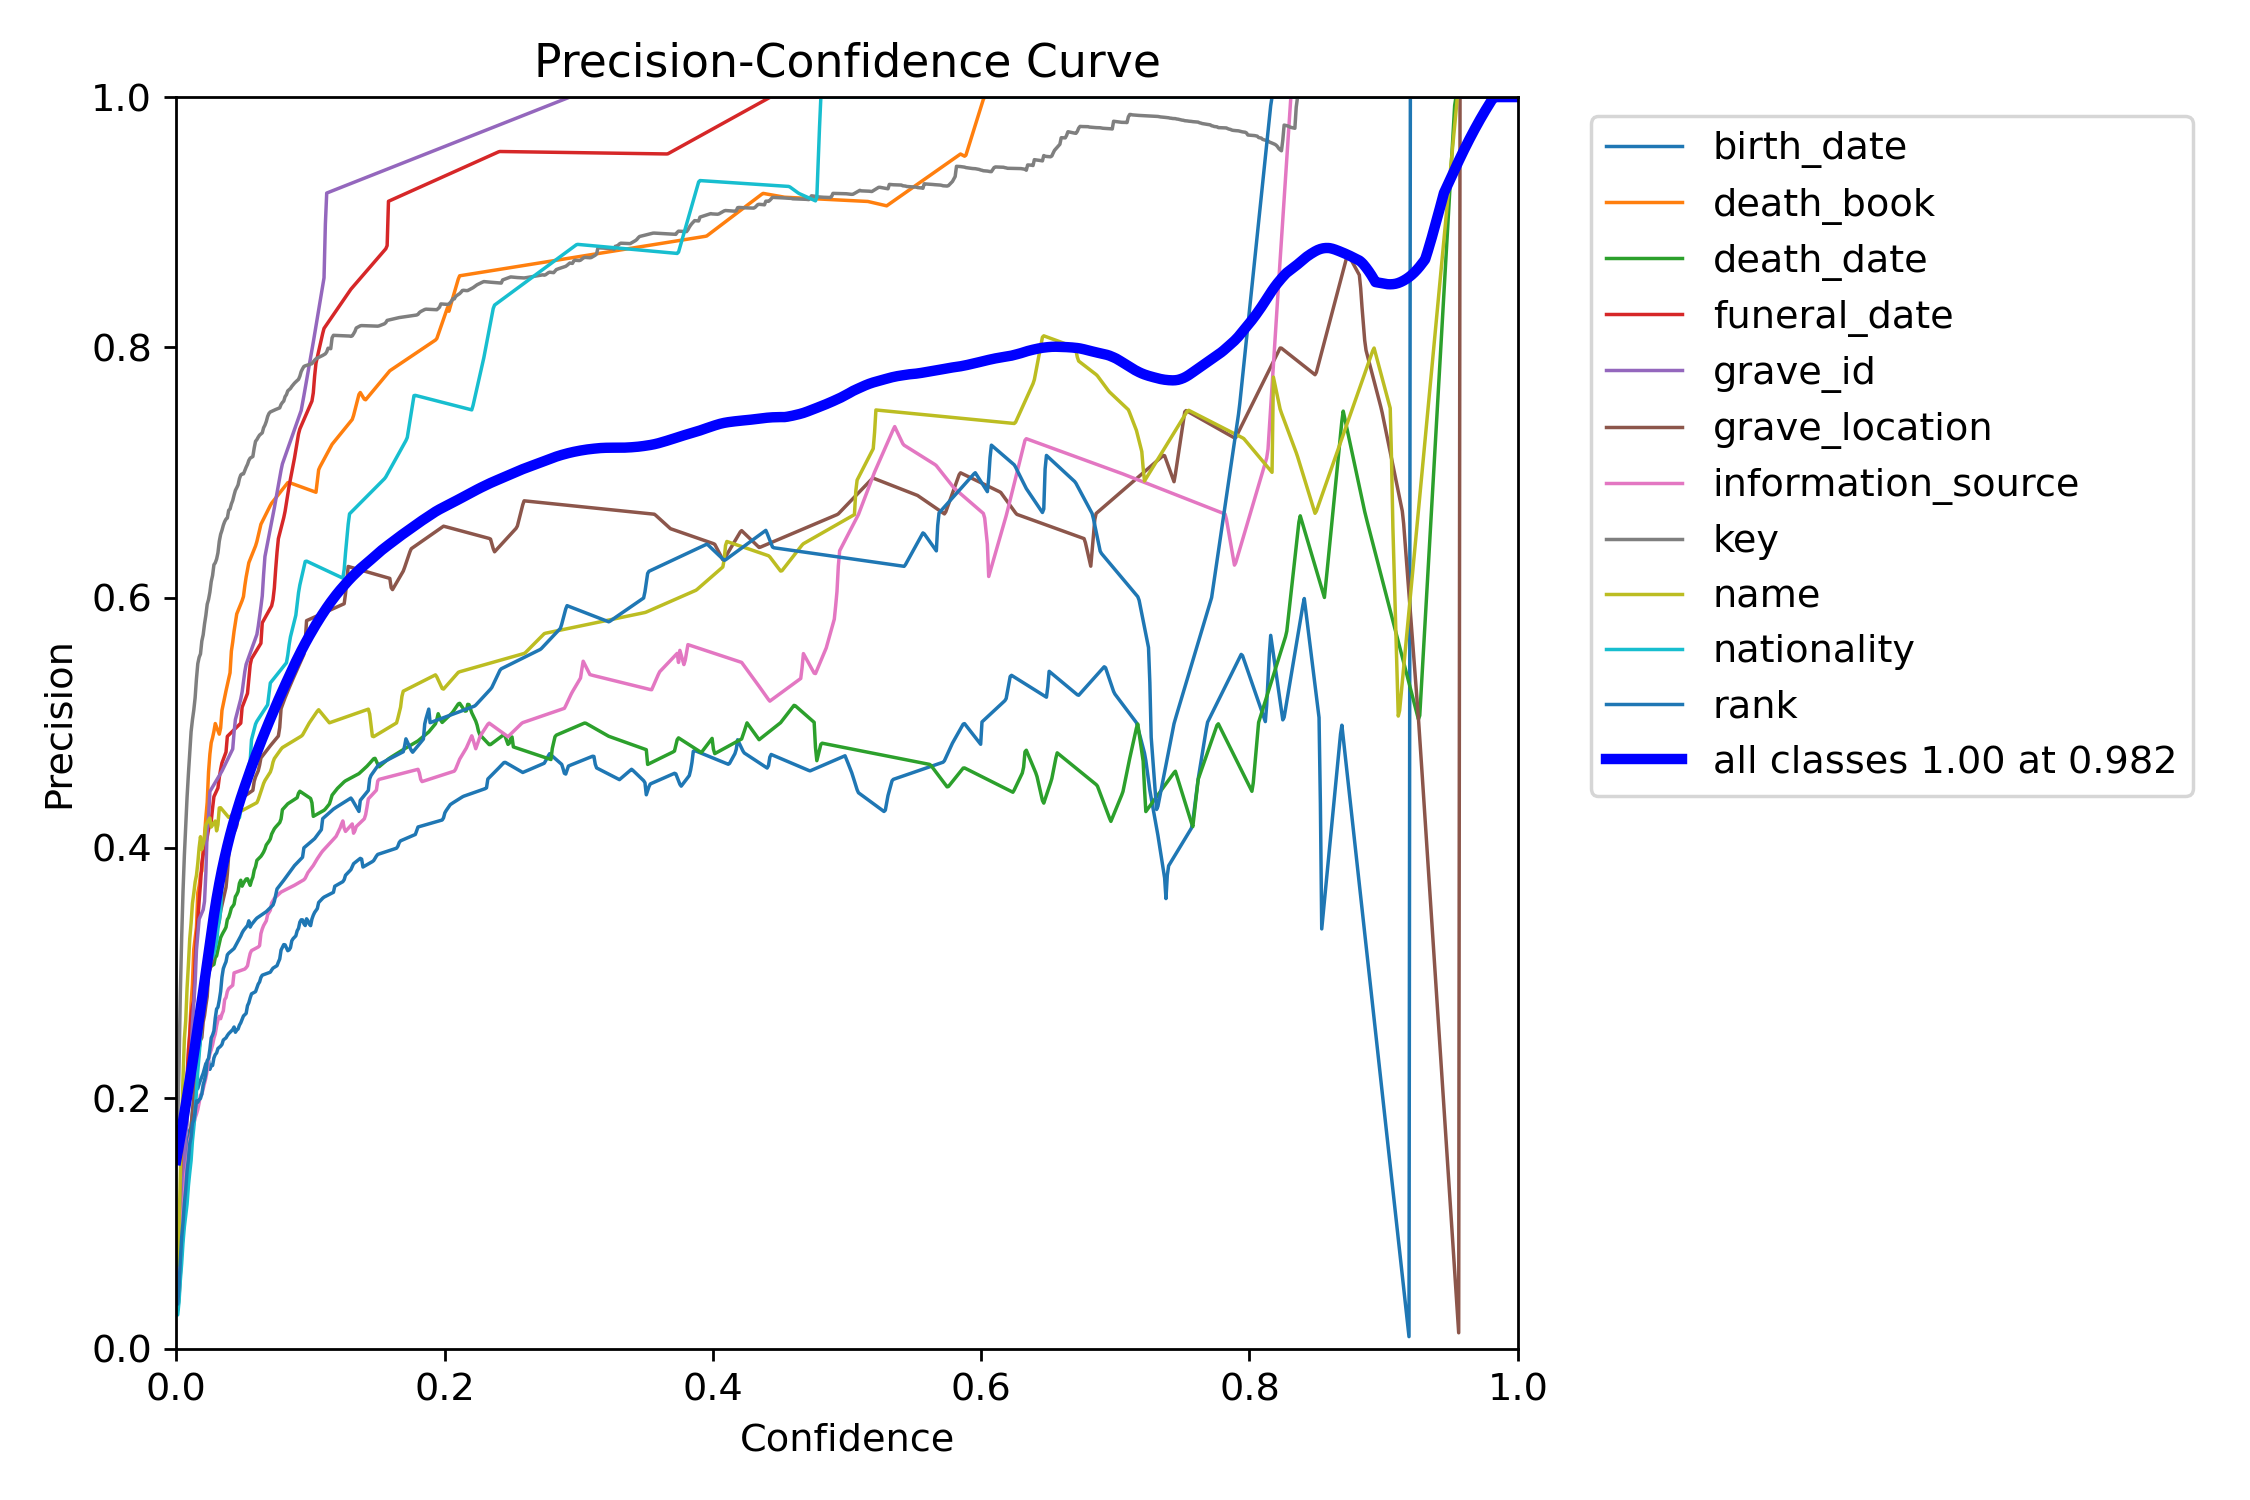 Precision-Confidence Curve
1.0
0.8
0.6
0.4
0.2
0.0
Precision
0.0 0.2 0.4 0.6 0.8 1.0
Confidence
birth_date
death_book
death_date
funeral_date
grave_id
grave_location
information_source
key
name
nationality
rank
all classes 1.00 at 0.982